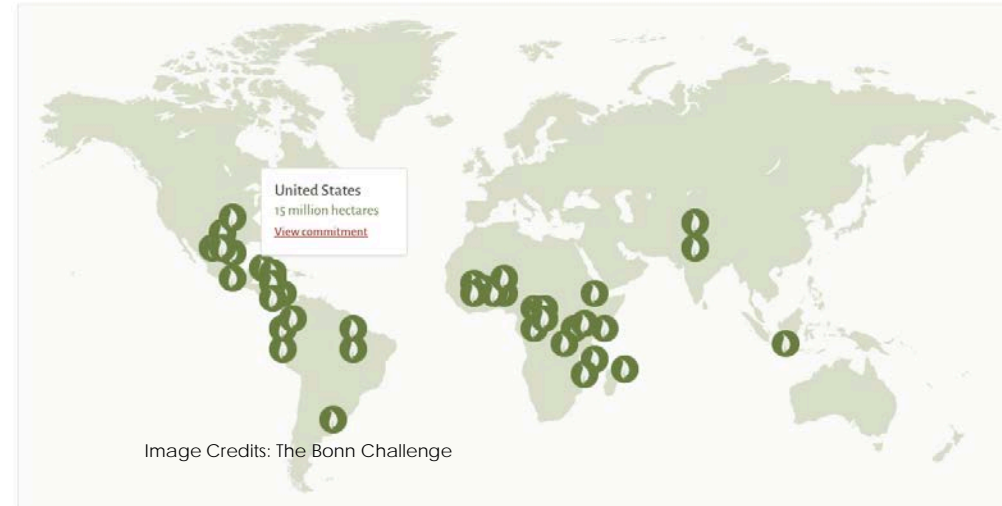 United States
15 million hectares
View commitment
Image Credits: The Bonn Challenge